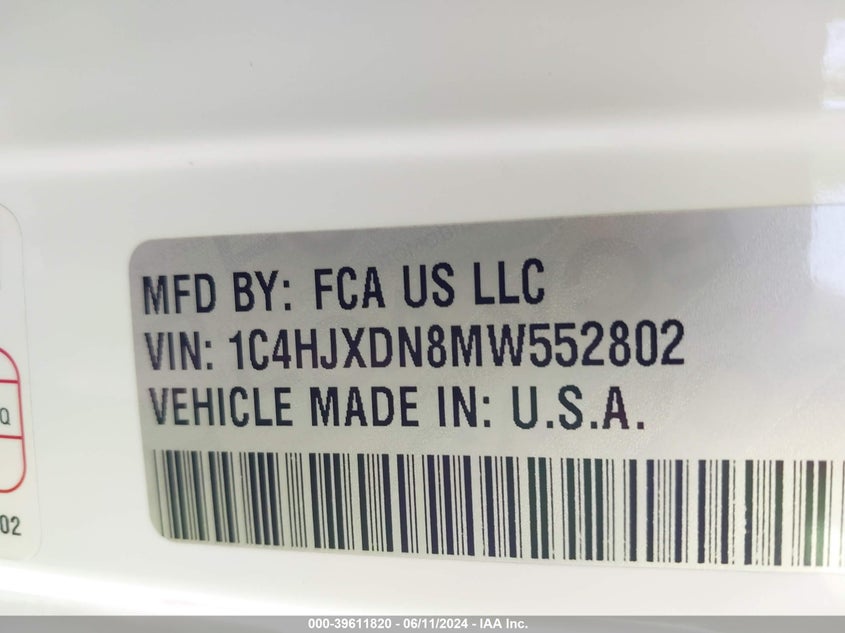 MFD BY: FCA US LLC
VIN: 1C4HJXDN8MW552802
VEHICLE MADE IN: U.S.A.
Q
02
000-39611820 - 06/11/2024 - IAA Inc.